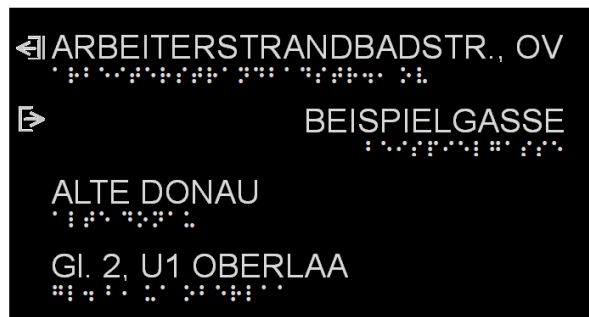 ARBEITERSTRANDBADSTR., OV
BEISPIELGASSE
ALTE DONAU
Gl. 2, U1 OBERLAA